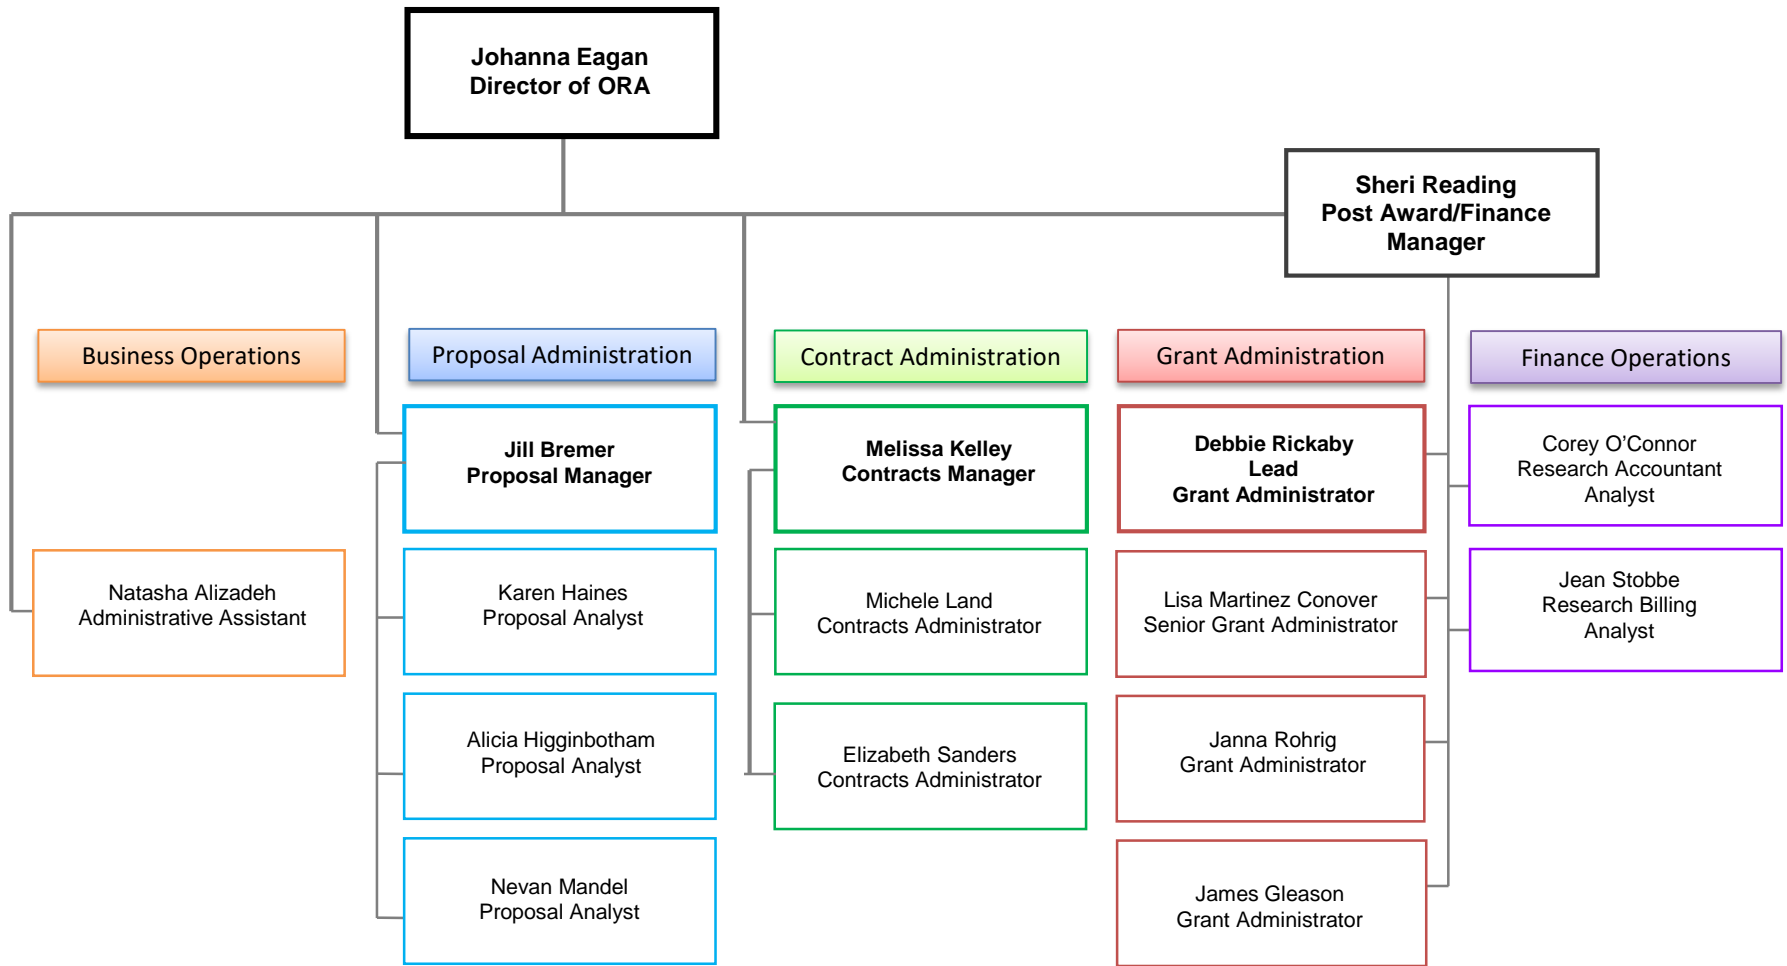 Johanna Eagan
Director of ORA
Sheri Reading
Post Award/Finance
Manager
Business Operations
Proposal Administration
Contract Administration
Grant Administration
Finance Operations
Jill Bremer
Proposal Manager
Melissa Kelley
Contracts Manager
Debbie Rickaby
Lead
Grant Administrator
Corey O’Connor
Research Accountant
Analyst
Natasha Alizadeh
Administrative Assistant
Karen Haines
Proposal Analyst
Michele Land
Contracts Administrator
Lisa Martinez Conover
Senior Grant Administrator
Jean Stobbe
Research Billing
Analyst
Alicia Higginbotham
Proposal Analyst
Elizabeth Sanders
Contracts Administrator
Janna Rohrig
Grant Administrator
Nevan Mandel
Proposal Analyst
James Gleason
Grant Administrator